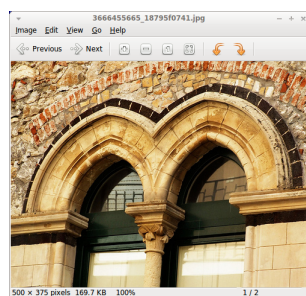 3666455665_18795f0741.jpg
Image Edit View Go Help
Previous Next
500 × 375 pixels 169.7 KB 100% 1 / 2